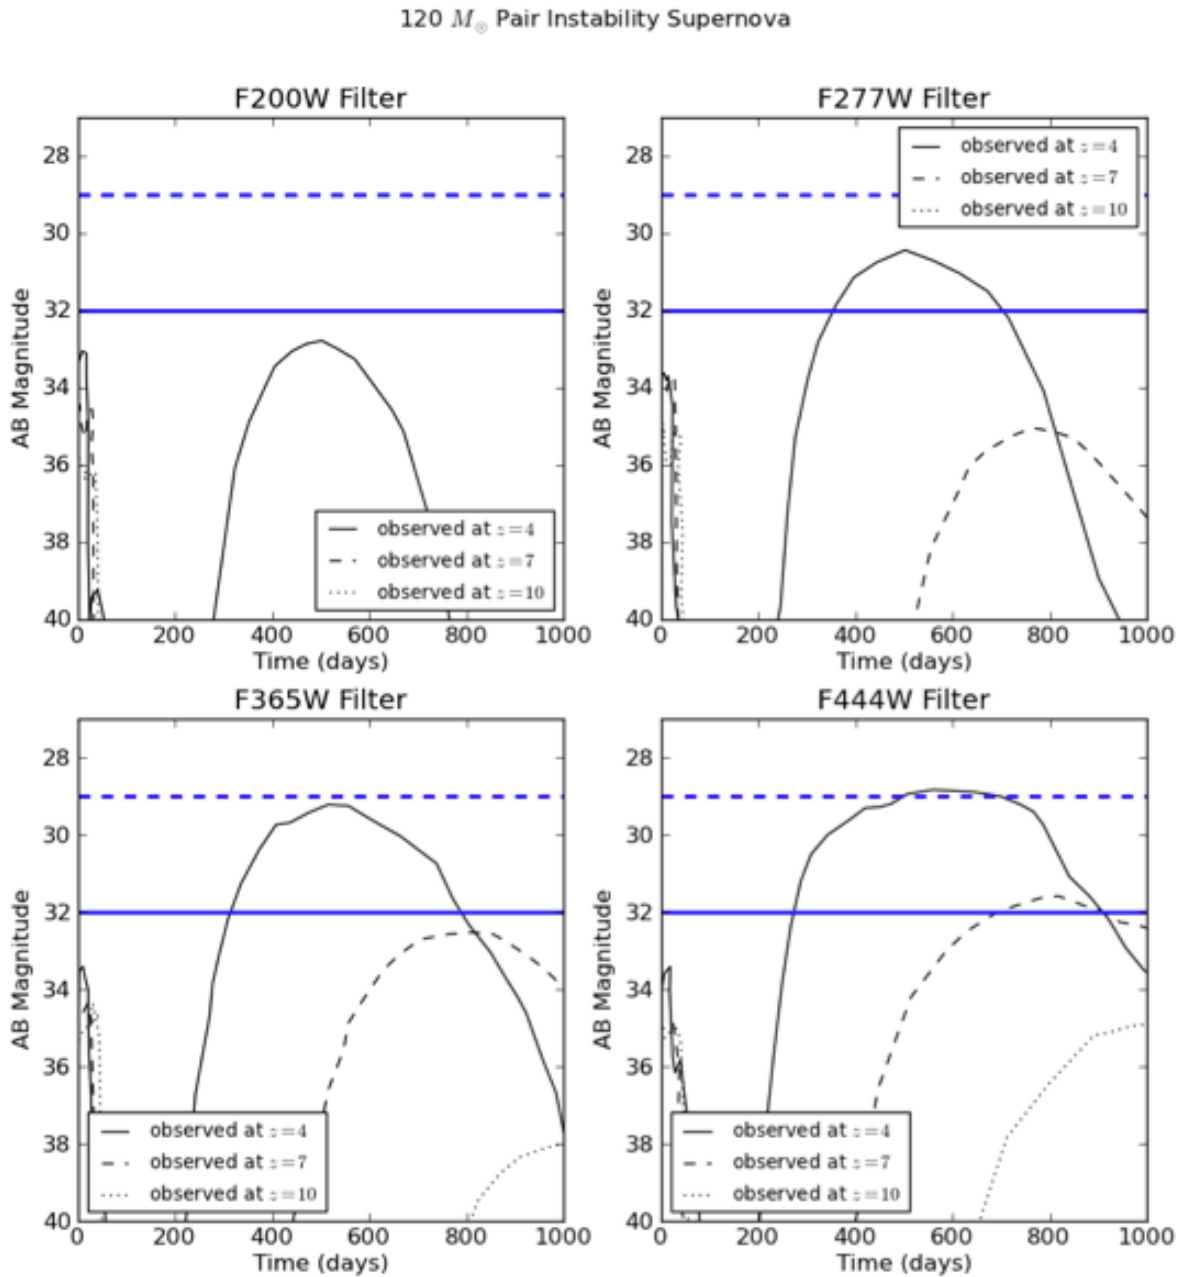 120 M☉ Pair Instability Supernova
F200W Filter
28
30
32
34
36
38
40
AB Magnitude
observed at z=4
observed at z=7
observed at z=10
0 200 400 600 800 1000
Time (days)
F277W Filter
28
30
32
34
36
38
40
AB Magnitude
observed at z=4
observed at z=7
observed at z=10
0 200 400 600 800 1000
Time (days)
F365W Filter
28
30
32
34
36
38
40
AB Magnitude
observed at z=4
observed at z=7
observed at z=10
0 200 400 600 800 1000
Time (days)
F444W Filter
28
30
32
34
36
38
40
AB Magnitude
observed at z=4
observed at z=7
observed at z=10
0 200 400 600 800 1000
Time (days)